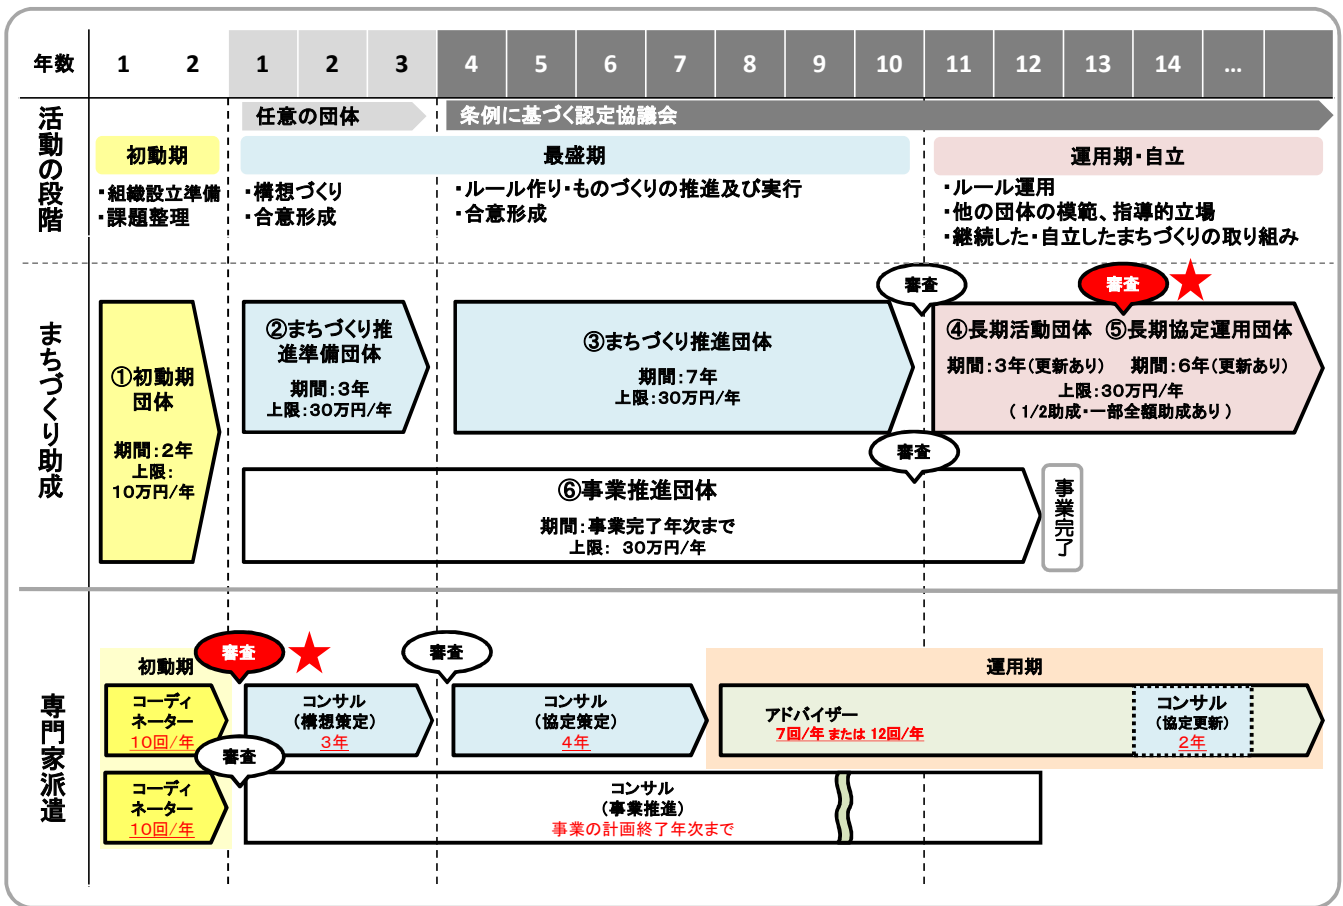 年数 1 2 1 2 3 4 5 6 7 8 9 10 11 12 13 14 …
活動の段階
任意の団体
条例に基づく認定協議会
初動期
最盛期
運用期・自立
・組織設立準備
・課題整理
・構想づくり
・合意形成
・ルール作り・ものづくりの推進及び実行
・合意形成
・ルール運用
・他の団体の模範、指導的立場
・継続した・自立したまちづくりの取り組み
まちづくり助成
審査
審査
①初動期
団体
期間：2年
上限：
10万円/年
②まちづくり推
進準備団体
期間：3年
上限：30万円/年
③まちづくり推進団体
期間：7年
上限：30万円/年
④長期活動団体 ⑤長期協定運用団体
期間：3年（更新あり） 期間：6年（更新あり）
上限：30万円/年
（ 1/2助成・一部全額助成あり ）
審査
⑥事業推進団体
期間：事業完了年次まで
上限： 30万円/年
事業完了
専門家派遣
審査
審査
初動期
運用期
コーディ
ネーター
10回/年
コンサル
（構想策定）
3年
コンサル
（協定策定）
4年
アドバイザー
7回/年 または 12回/年
コンサル
（協定更新）
2年
審査
コーディ
ネーター
10回/年
コンサル
（事業推進）
事業の計画終了年次まで